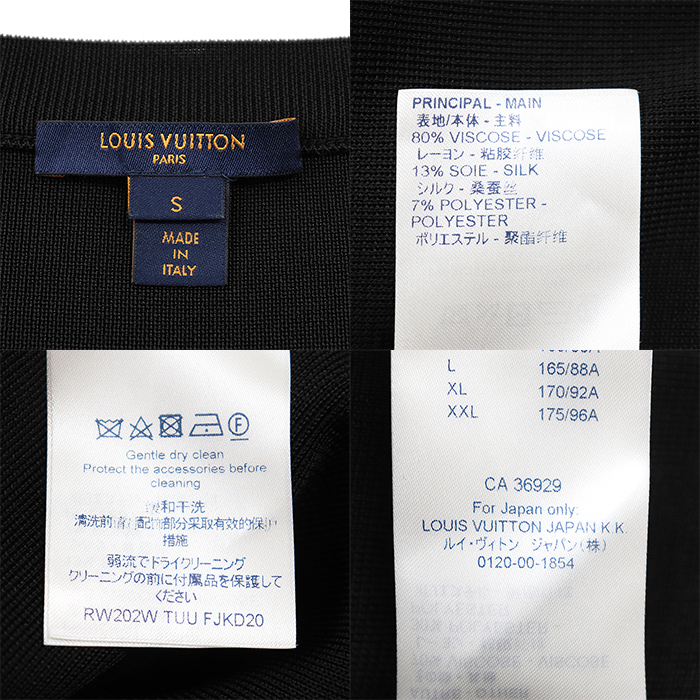 LOUIS VUITTON
PARIS
S
MADE
IN
ITALY
PRINCIPAL - MAIN
表地/本体 - 主料
80% VISCOSE - VISCOSE
レーヨン - 粘胶纤维
13% SOIE - SILK
シルク - 桑蚕丝
7% POLYESTER -
POLYESTER
ポリエステル - 聚酯纤维
Gentle dry clean
Protect the accessories before
cleaning
缓和干洗
清洗前请配饰部分采取有效的保护
措施
弱流でドライクリーニング
クリーニングの前に付属品を保護して
ください
RW202W TUU FJKD20
L 165/88A
XL 170/92A
XXL 175/96A
CA 36929
For Japan only:
LOUIS VUITTON JAPAN K.K.
ルイ・ヴィトン ジャパン(株)
0120-00-1854